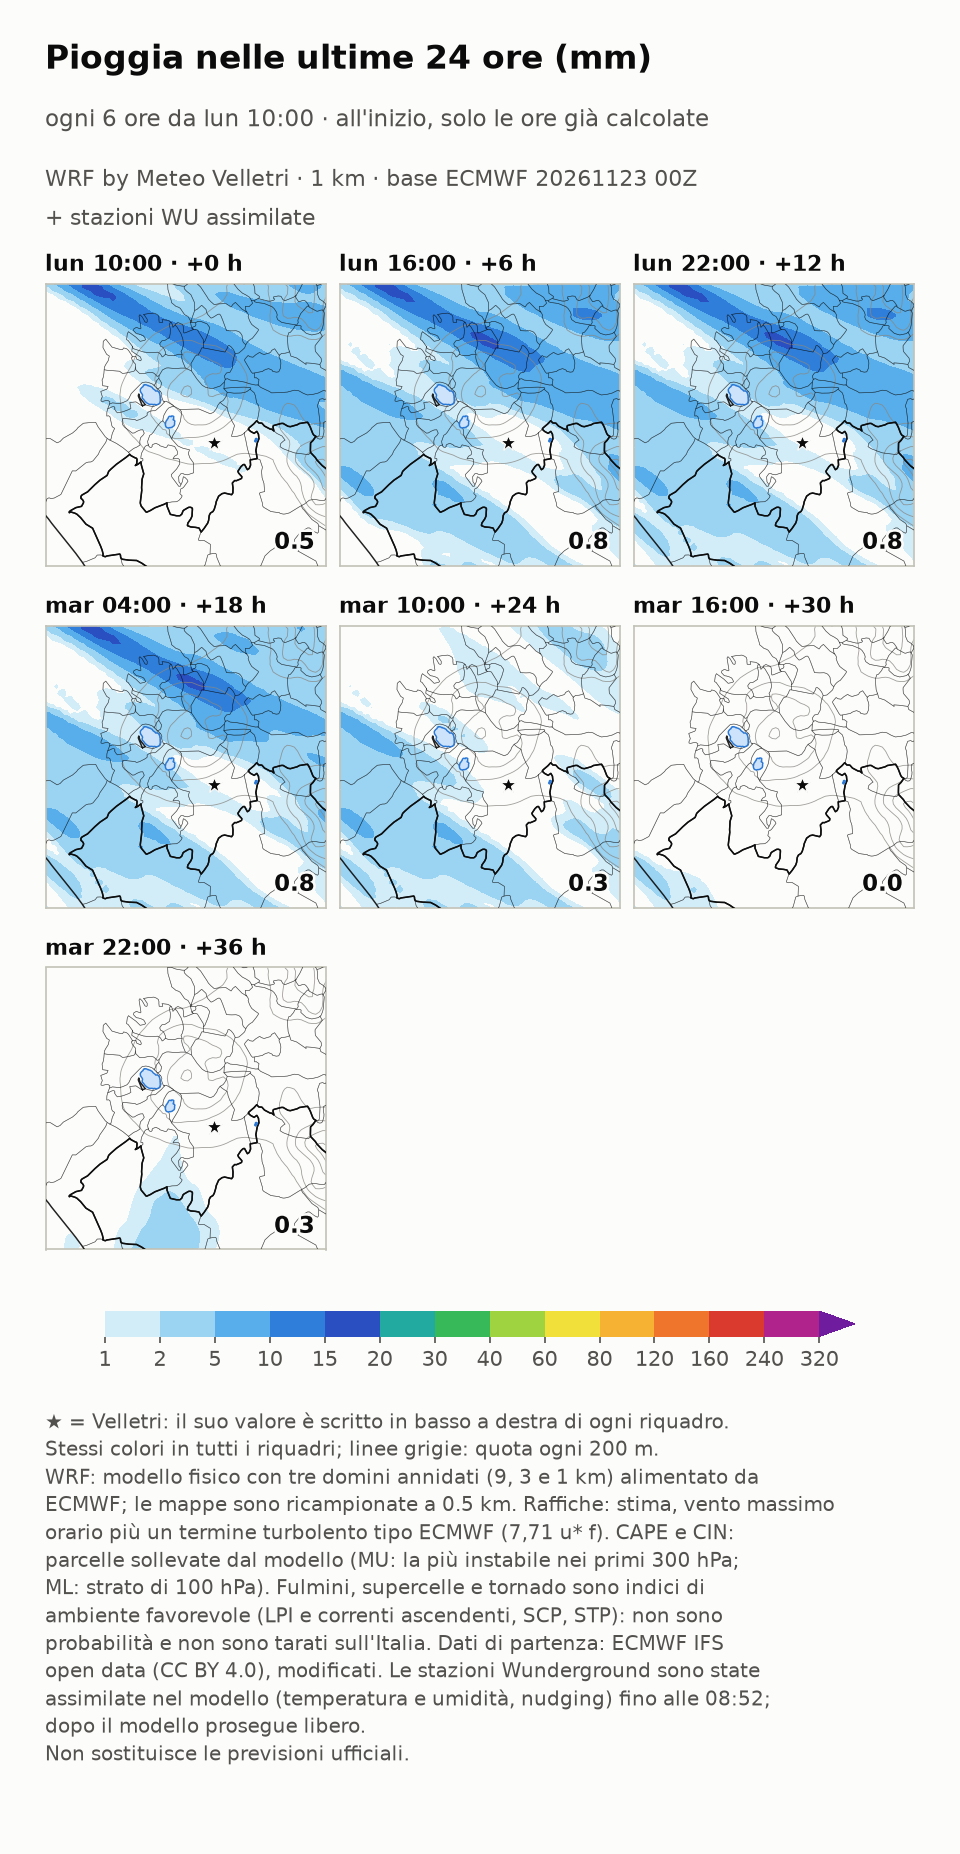 Pioggia nelle ultime 24 ore (mm)
ogni 6 ore da lun 10:00 · all'inizio, solo le ore già calcolate
WRF by Meteo Velletri · 1 km · base ECMWF 20261123 00Z
+ stazioni WU assimilate
lun 10:00 · +0 h
lun 16:00 · +6 h
lun 22:00 · +12 h
0.5
0.8
0.8
mar 04:00 · +18 h
mar 10:00 · +24 h
mar 16:00 · +30 h
0.8
0.3
0.0
mar 22:00 · +36 h
0.3
1 2 5 10 15 20 30 40 60 80 120 160 240 320
★ = Velletri: il suo valore è scritto in basso a destra di ogni riquadro.
Stessi colori in tutti i riquadri; linee grigie: quota ogni 200 m.
WRF: modello fisico con tre domini annidati (9, 3 e 1 km) alimentato da
ECMWF; le mappe sono ricampionate a 0.5 km. Raffiche: stima, vento massimo
orario più un termine turbolento tipo ECMWF (7,71 u* f). CAPE e CIN:
parcelle sollevate dal modello (MU: la più instabile nei primi 300 hPa;
ML: strato di 100 hPa). Fulmini, supercelle e tornado sono indici di
ambiente favorevole (LPI e correnti ascendenti, SCP, STP): non sono
probabilità e non sono tarati sull'Italia. Dati di partenza: ECMWF IFS
open data (CC BY 4.0), modificati. Le stazioni Wunderground sono state
assimilate nel modello (temperatura e umidità, nudging) fino alle 08:52;
dopo il modello prosegue libero.
Non sostituisce le previsioni ufficiali.